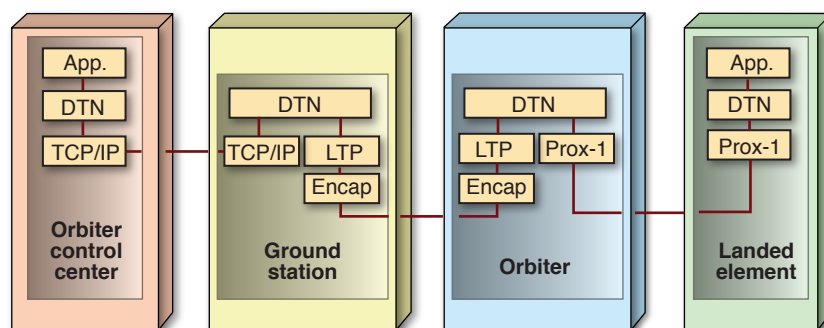 App.
DTN
TCP/IP
Orbiter
control
center
DTN
TCP/IP
LTP
Encap
Ground
station
DTN
LTP
Prox-1
Encap
Orbiter
App.
DTN
Prox-1
Landed
element